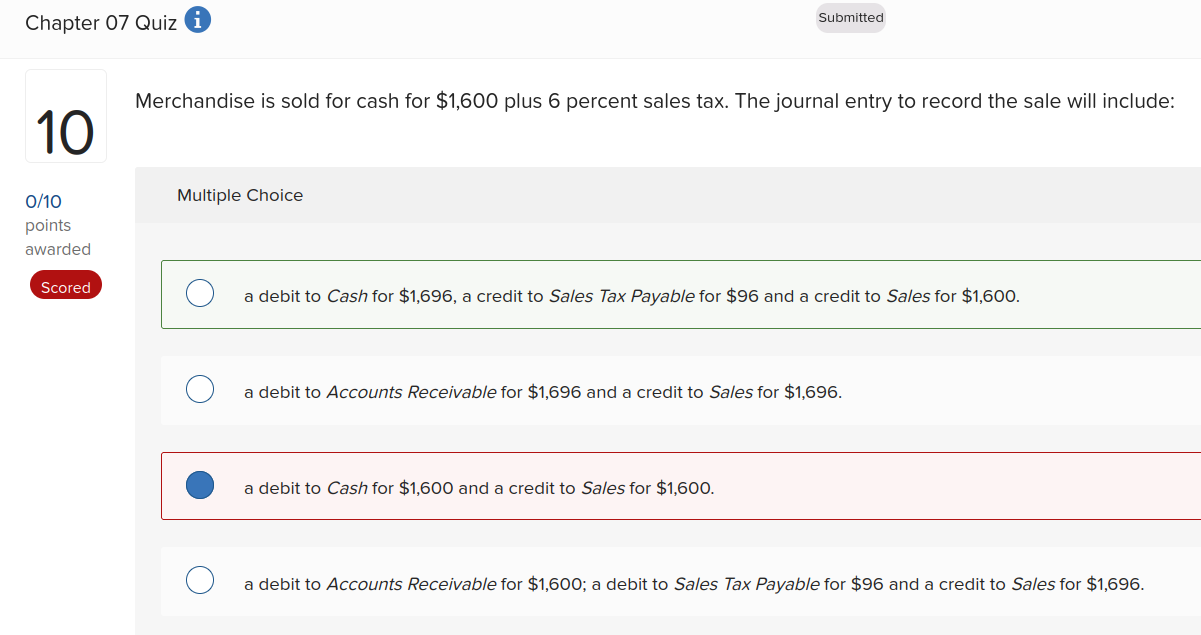 Chapter 07 Quiz i
Submitted
10
Merchandise is sold for cash for $1,600 plus 6 percent sales tax. The journal entry to record the sale will include:
0/10
points
awarded
Scored
Multiple Choice
a debit to Cash for $1,696, a credit to Sales Tax Payable for $96 and a credit to Sales for $1,600.
a debit to Accounts Receivable for $1,696 and a credit to Sales for $1,696.
a debit to Cash for $1,600 and a credit to Sales for $1,600.
a debit to Accounts Receivable for $1,600; a debit to Sales Tax Payable for $96 and a credit to Sales for $1,696.